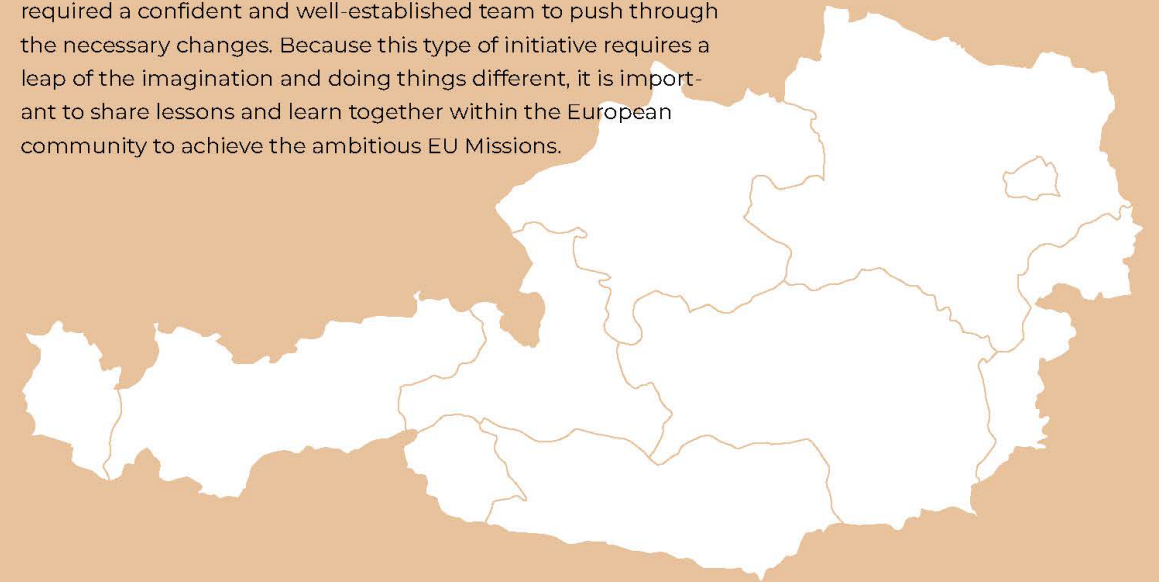 required a confident and well-established team to push through
the necessary changes. Because this type of initiative requires a
leap of the imagination and doing things different, it is import-
ant to share lessons and learn together within the European
community to achieve the ambitious EU Missions.